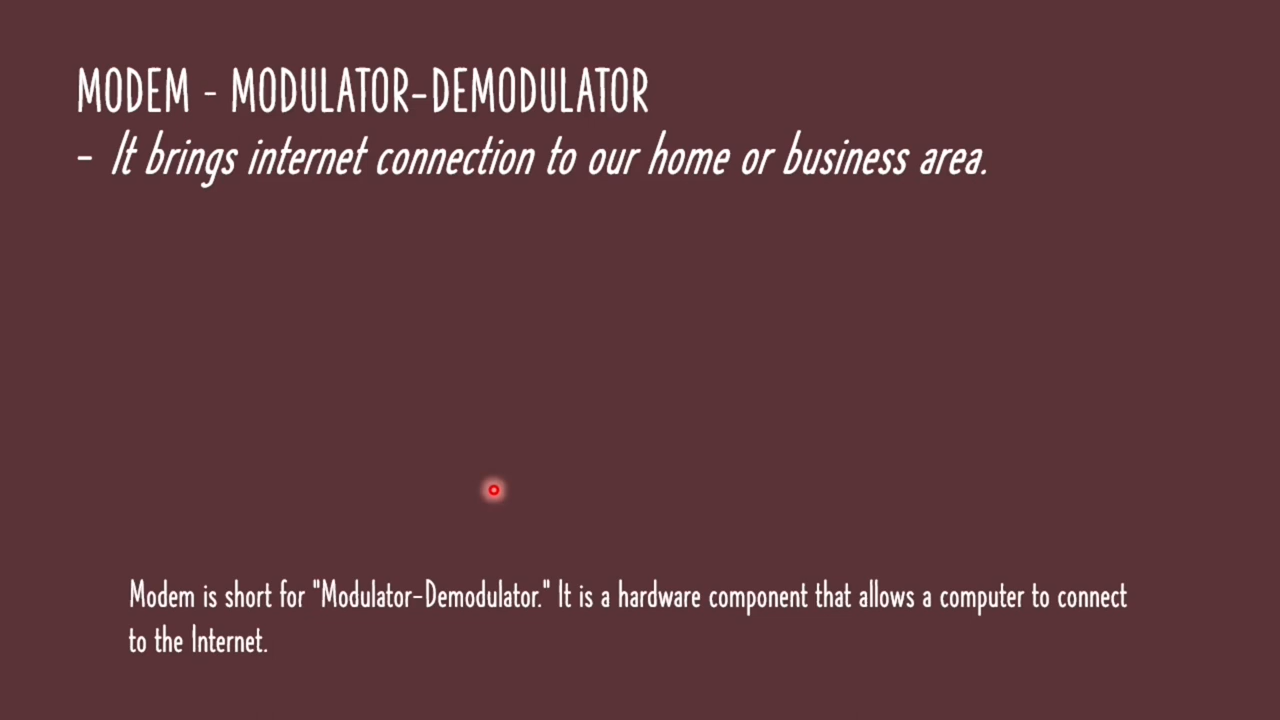 MODEM - MODULATOR-DEMODULATOR
- It brings internet connection to our home or business area.
Modem is short for "Modulator-Demodulator." It is a hardware component that allows a computer to connect
to the Internet.